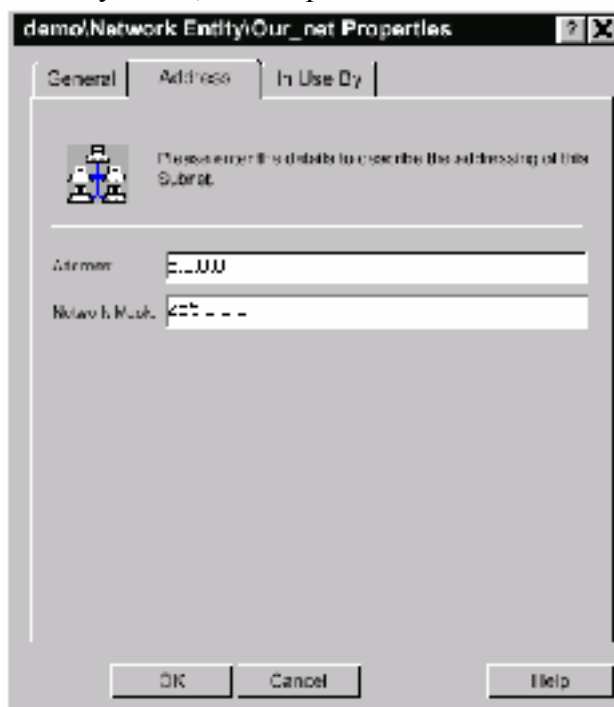 demo\Network Entity\Our_net Properties
General Address In Use By
Please enter the details to describe the addressing of this
Subnet.
Address
Network Mask
OK Cancel Help